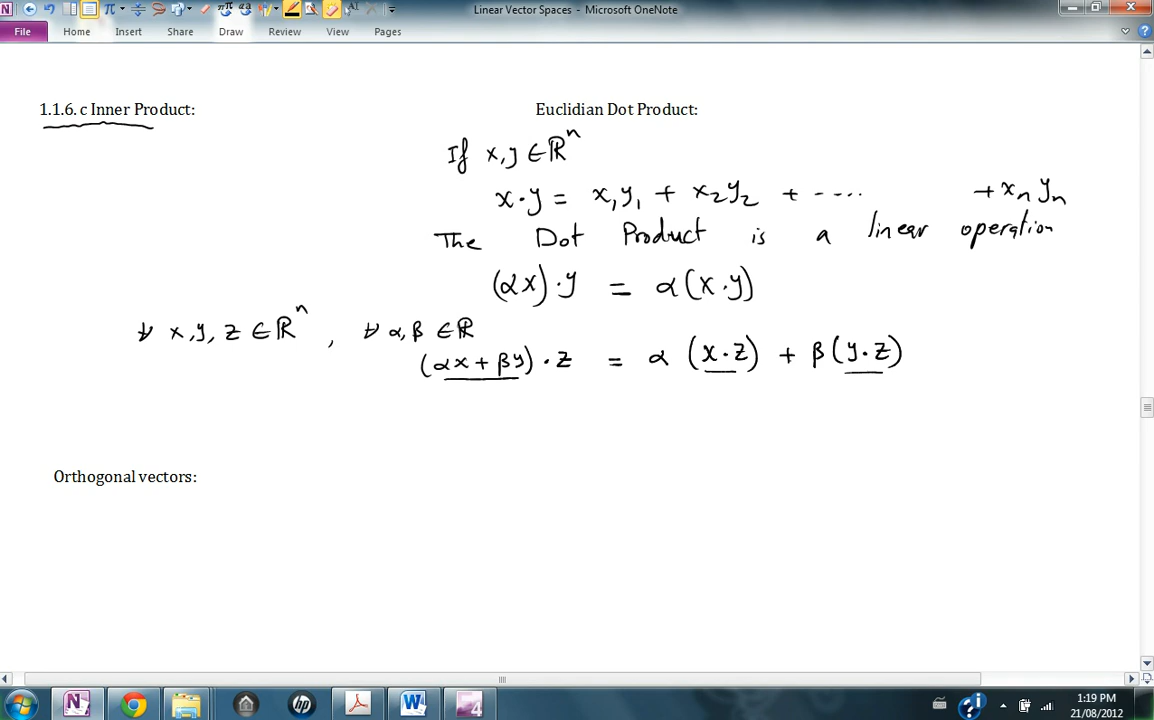 Linear Vector Spaces - Microsoft OneNote
File Home Insert Share Draw Review View Pages
1.1.6. c Inner Product: Euclidian Dot Product:
If x,y ∈ ℝⁿ
x·y = x₁y₁ + x₂y₂ + ----.. + xₙyₙ
The Dot Product is a linear operation
(αx)·y = α(x·y)
∀ x,y, z ∈ ℝⁿ , ∀ α,β ∈ ℝ
(αx + βy)·z = α (x·z) + β(y·z)
Orthogonal vectors:
1:19 PM
21/08/2012